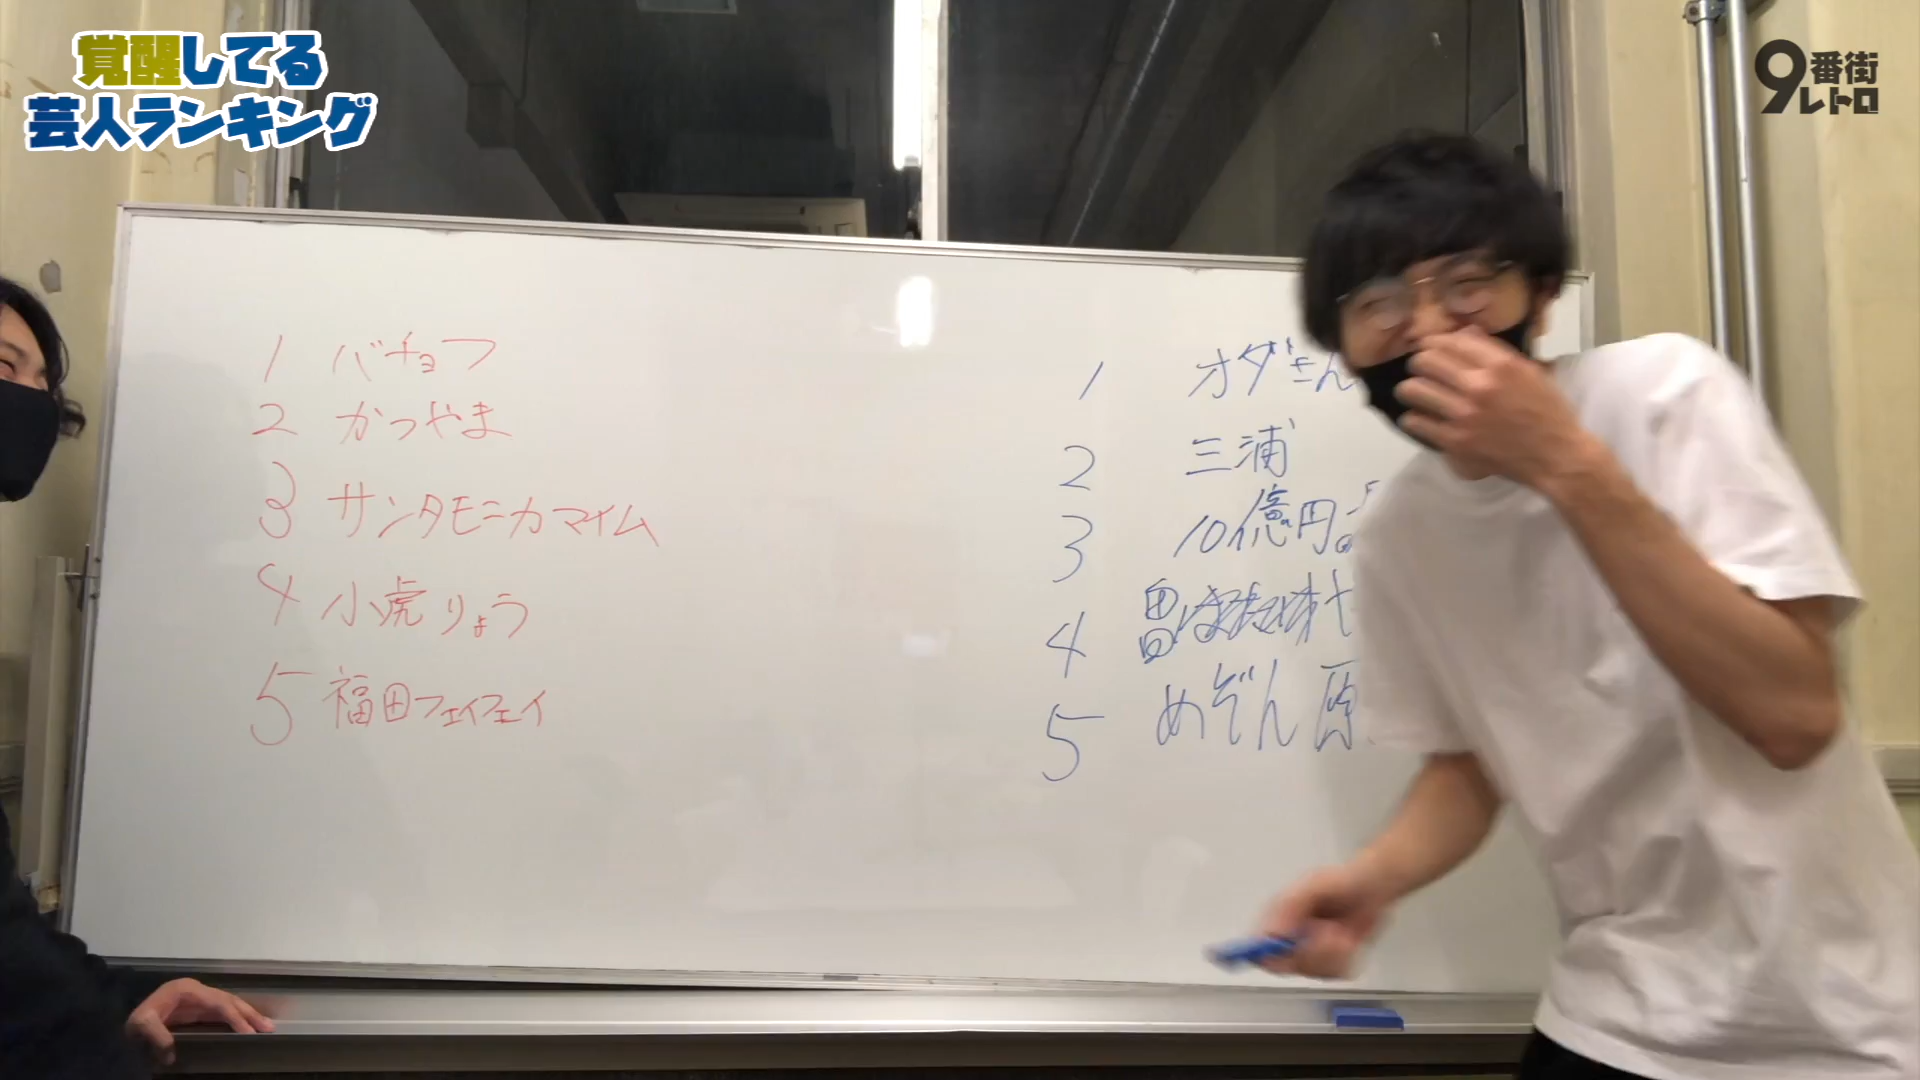 覚醒してる
芸人ランキング
9番街
レトロ
1 バチョフ
2 かつやま
3 サンタモニカマイム
4 小虎りょう
5 福田フェイフェイ
1 オダさん
2 三浦
3 10億円
4
5 めぞん 原